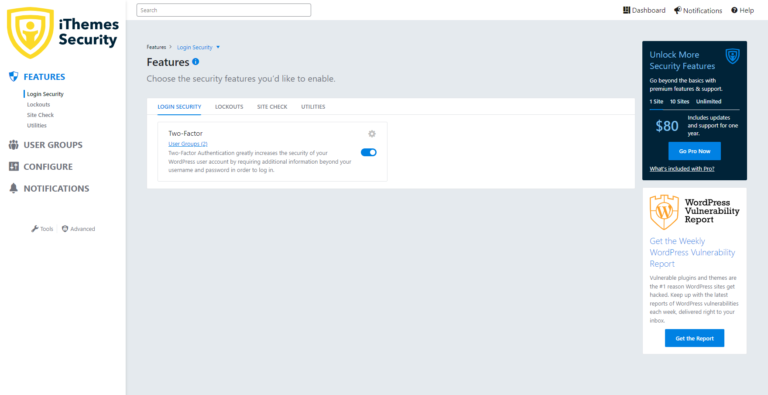 iThemes
Security
Search
Dashboard
Notifications
Help
FEATURES
Login Security
Lockouts
Site Check
Utilities
USER GROUPS
CONFIGURE
NOTIFICATIONS
Tools
Advanced
Features > Login Security
Features
Choose the security features you'd like to enable.
LOGIN SECURITY
LOCKOUTS
SITE CHECK
UTILITIES
Two-Factor
User Groups (2)
Two-Factor Authentication greatly increases the security of your
WordPress user account by requiring additional information beyond your
username and password in order to log in.
Unlock More
Security Features
Go beyond the basics with
premium features & support.
1 Site 10 Sites Unlimited
$80
Includes updates
and support for one
year.
Go Pro Now
What's included with Pro?
WordPress
Vulnerability
Report
Get the Weekly
WordPress Vulnerability
Report
Vulnerable plugins and themes are
the #1 reason WordPress sites get
hacked. Keep up with the latest
reports of WordPress vulnerabilities
each week, delivered right to your
inbox.
Get the Report